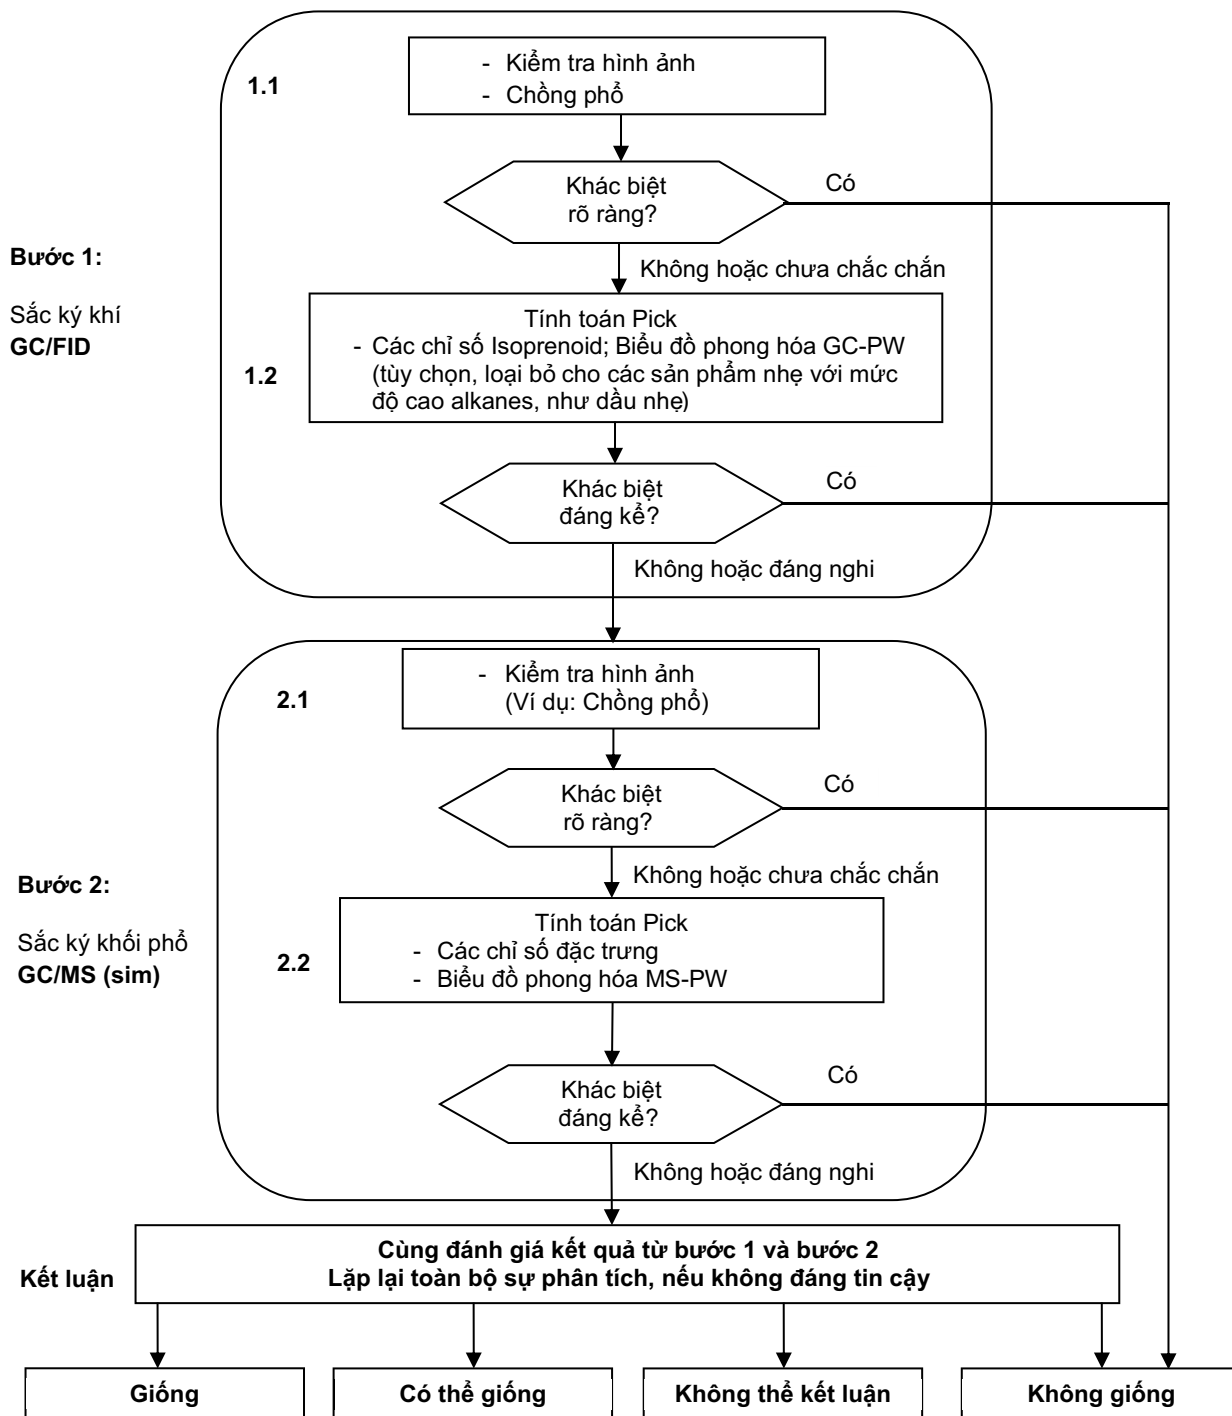 1.1
- Kiểm tra hình ảnh
- Chồng phổ
Khác biệt
rõ ràng?
Có
Không hoặc chưa chắc chắn
Bước 1:
Sắc ký khí
GC/FID
1.2
Tính toán Pick
- Các chỉ số Isoprenoid; Biểu đồ phong hóa GC-PW
(tùy chọn, loại bỏ cho các sản phẩm nhẹ với mức
độ cao alkanes, như dầu nhẹ)
Khác biệt
đáng kể?
Có
Không hoặc đáng nghi
2.1
- Kiểm tra hình ảnh
(Ví dụ: Chồng phổ)
Khác biệt
rõ ràng?
Có
Không hoặc chưa chắc chắn
Bước 2:
Sắc ký khối phổ
GC/MS (sim)
2.2
Tính toán Pick
- Các chỉ số đặc trưng
- Biểu đồ phong hóa MS-PW
Khác biệt
đáng kể?
Có
Không hoặc đáng nghi
Kết luận
Cùng đánh giá kết quả từ bước 1 và bước 2
Lặp lại toàn bộ sự phân tích, nếu không đáng tin cậy
Giống
Có thể giống
Không thể kết luận
Không giống